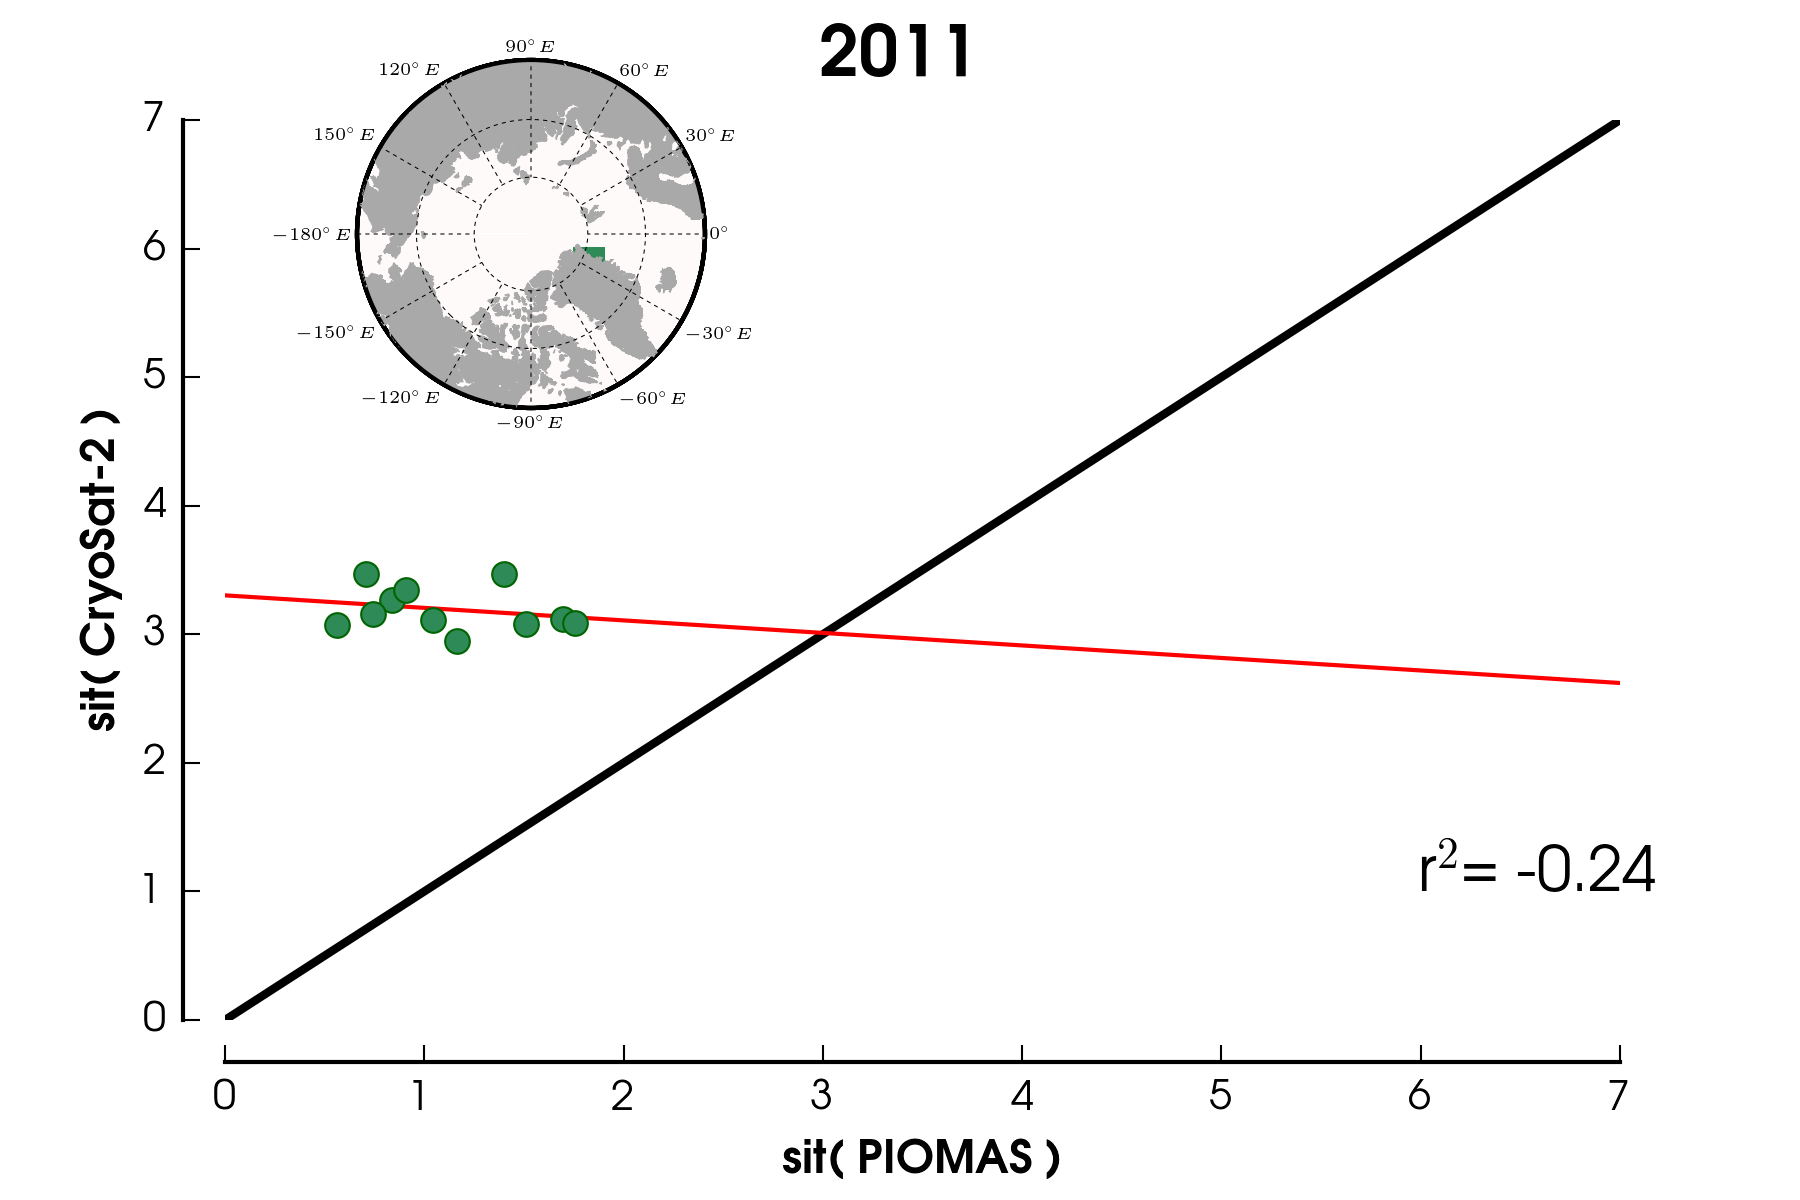 2011
90° E
120° E
60° E
150° E
30° E
−180° E
0°
−150° E
−30° E
−120° E
−60° E
−90° E
7
6
5
4
3
2
1
0
sit( CryoSat-2 )
r²= -0.24
0 1 2 3 4 5 6 7
sit( PIOMAS )